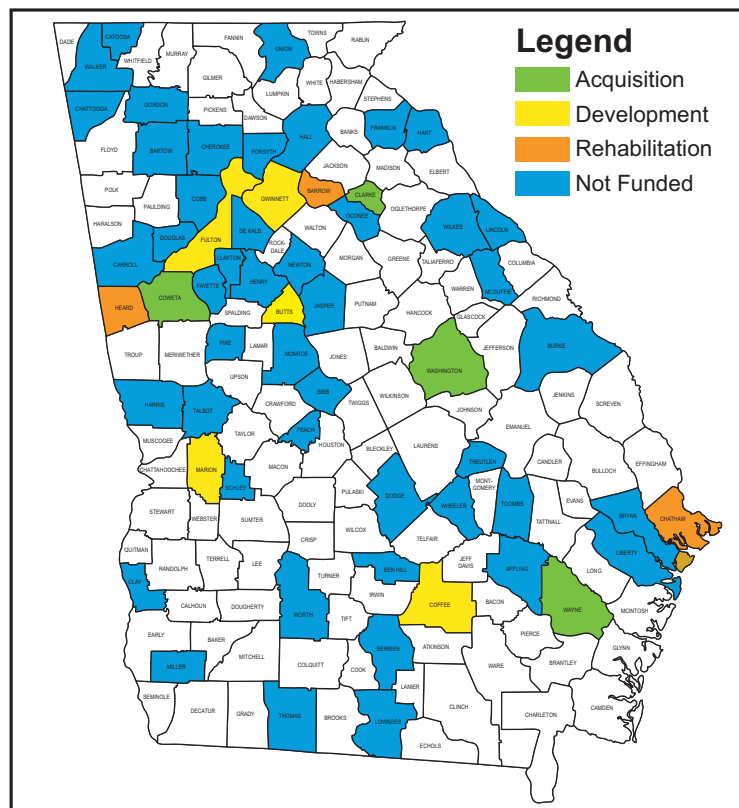 Legend
Acquisition
Development
Rehabilitation
Not Funded
DADE
CATOOSA
WALKER
WHITFIELD
MURRAY
FANNIN
UNION
TOWNS
RABUN
GILMER
WHITE
HABERSHAM
LUMPKIN
STEPHENS
CHATTOOGA
GORDON
PICKENS
DAWSON
HALL
BANKS
FRANKLIN
HART
FLOYD
BARTOW
CHEROKEE
FORSYTH
JACKSON
MADISON
ELBERT
POLK
PAULDING
COBB
GWINNETT
BARROW
CLARKE
OCONEE
OGLETHORPE
WILKES
LINCOLN
HARALSON
DOUGLAS
FULTON
DE KALB
ROCK-
DALE
WALTON
MORGAN
GREENE
TALIAFERRO
COLUMBIA
MCDUFFIE
WARREN
RICHMOND
CARROLL
CLAYTON
FAYETTE
HENRY
NEWTON
HEARD
COWETA
SPALDING
BUTTS
JASPER
PUTNAM
HANCOCK
GLASCOCK
JEFFERSON
BURKE
TROUP
MERIWETHER
PIKE
LAMAR
MONROE
JONES
BALDWIN
WASHINGTON
UPSON
BIBB
WILKINSON
TWIGGS
JENKINS
SCREVEN
HARRIS
TALBOT
CRAWFORD
PEACH
JOHNSON
EMANUEL
MUSCOGEE
TAYLOR
HOUSTON
BLECKLEY
LAURENS
TREUTLEN
CANDLER
BULLOCH
EFFINGHAM
CHATTAHOOCHEE
MARION
SCHLEY
MACON
DOOLY
PULASKI
DODGE
WHEELER
MONT-
GOMERY
TOOMBS
TATTNALL
EVANS
BRYAN
CHATHAM
STEWART
WEBSTER
SUMTER
CRISP
WILCOX
TELFAIR
LIBERTY
QUITMAN
RANDOLPH
TERRELL
LEE
TURNER
BEN HILL
JEFF
DAVIS
APPLING
LONG
CLAY
CALHOUN
DOUGHERTY
WORTH
TIFT
IRWIN
COFFEE
BACON
WAYNE
MCINTOSH
EARLY
BAKER
MITCHELL
COLQUITT
BERRIEN
ATKINSON
PIERCE
GLYNN
MILLER
COOK
LANIER
WARE
BRANTLEY
SEMINOLE
DECATUR
GRADY
THOMAS
BROOKS
LOWNDES
CLINCH
CHARLETON
CAMDEN
ECHOLS